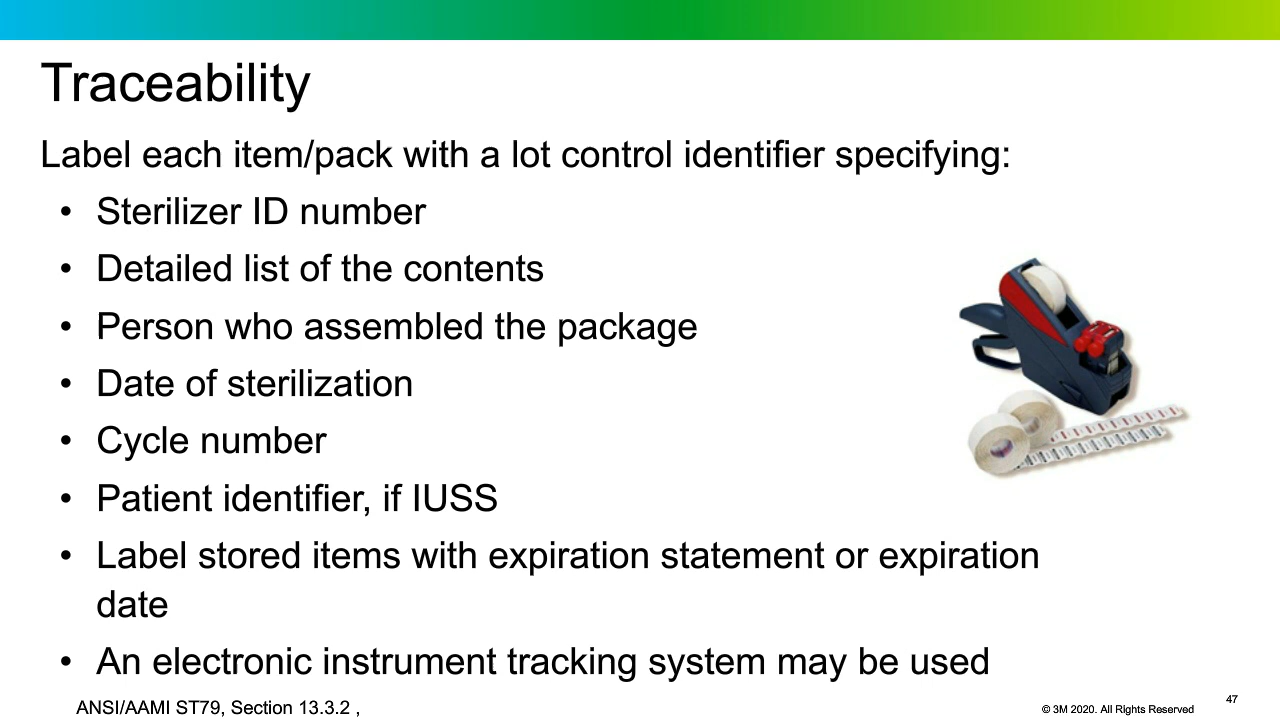 Traceability
Label each item/pack with a lot control identifier specifying:
• Sterilizer ID number
• Detailed list of the contents
• Person who assembled the package
• Date of sterilization
• Cycle number
• Patient identifier, if IUSS
• Label stored items with expiration statement or expiration
date
• An electronic instrument tracking system may be used
ANSI/AAMI ST79, Section 13.3.2 ,
© 3M 2020. All Rights Reserved
47